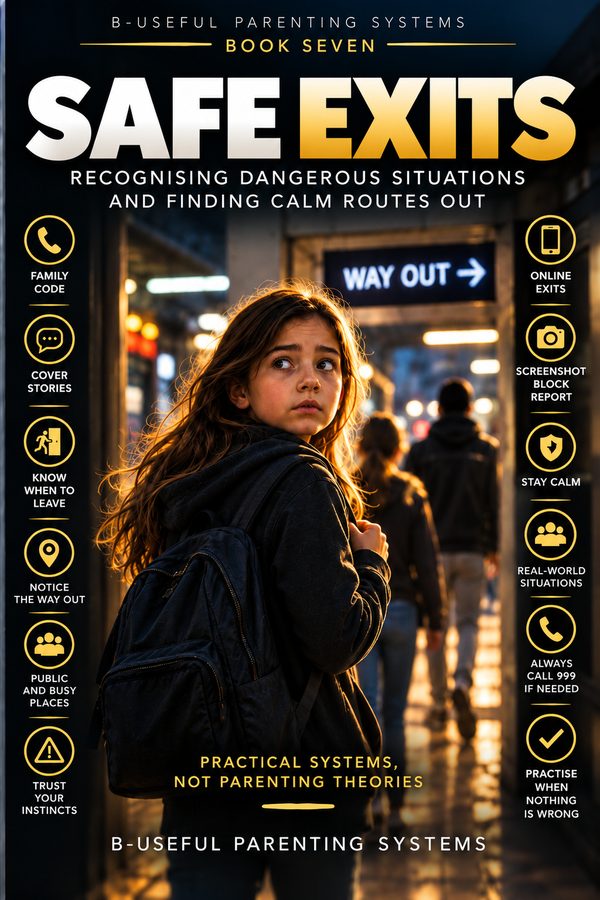 B-USEFUL PARENTING SYSTEMS
BOOK SEVEN
SAFE EXITS
RECOGNISING DANGEROUS SITUATIONS
AND FINDING CALM ROUTES OUT
WAY OUT →
FAMILY
CODE
COVER
STORIES
KNOW
WHEN TO
LEAVE
NOTICE
THE WAY OUT
PUBLIC
AND BUSY
PLACES
TRUST
YOUR
INSTINCTS
ONLINE
EXITS
SCREENSHOT
BLOCK
REPORT
STAY CALM
REAL-WORLD
SITUATIONS
ALWAYS
CALL 999
IF NEEDED
PRACTISE
WHEN
NOTHING
IS WRONG
PRACTICAL SYSTEMS,
NOT PARENTING THEORIES
B-USEFUL PARENTING SYSTEMS